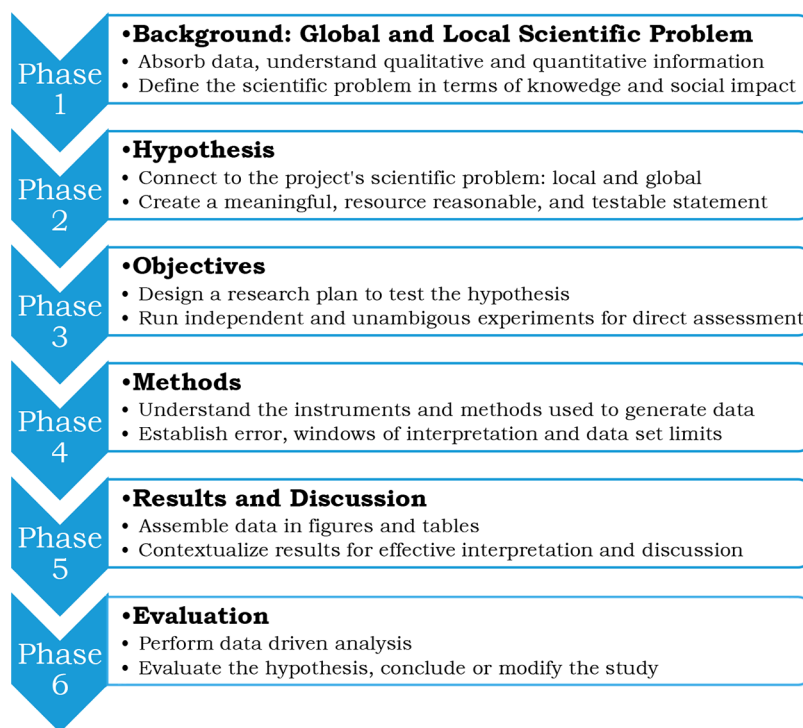 Phase 1
•Background: Global and Local Scientific Problem
• Absorb data, understand qualitative and quantitative information
• Define the scientific problem in terms of knowedge and social impact
Phase 2
•Hypothesis
• Connect to the project's scientific problem: local and global
• Create a meaningful, resource reasonable, and testable statement
Phase 3
•Objectives
• Design a research plan to test the hypothesis
• Run independent and unambigous experiments for direct assessment
Phase 4
•Methods
• Understand the instruments and methods used to generate data
• Establish error, windows of interpretation and data set limits
Phase 5
•Results and Discussion
• Assemble data in figures and tables
• Contextualize results for effective interpretation and discussion
Phase 6
•Evaluation
• Perform data driven analysis
• Evaluate the hypothesis, conclude or modify the study